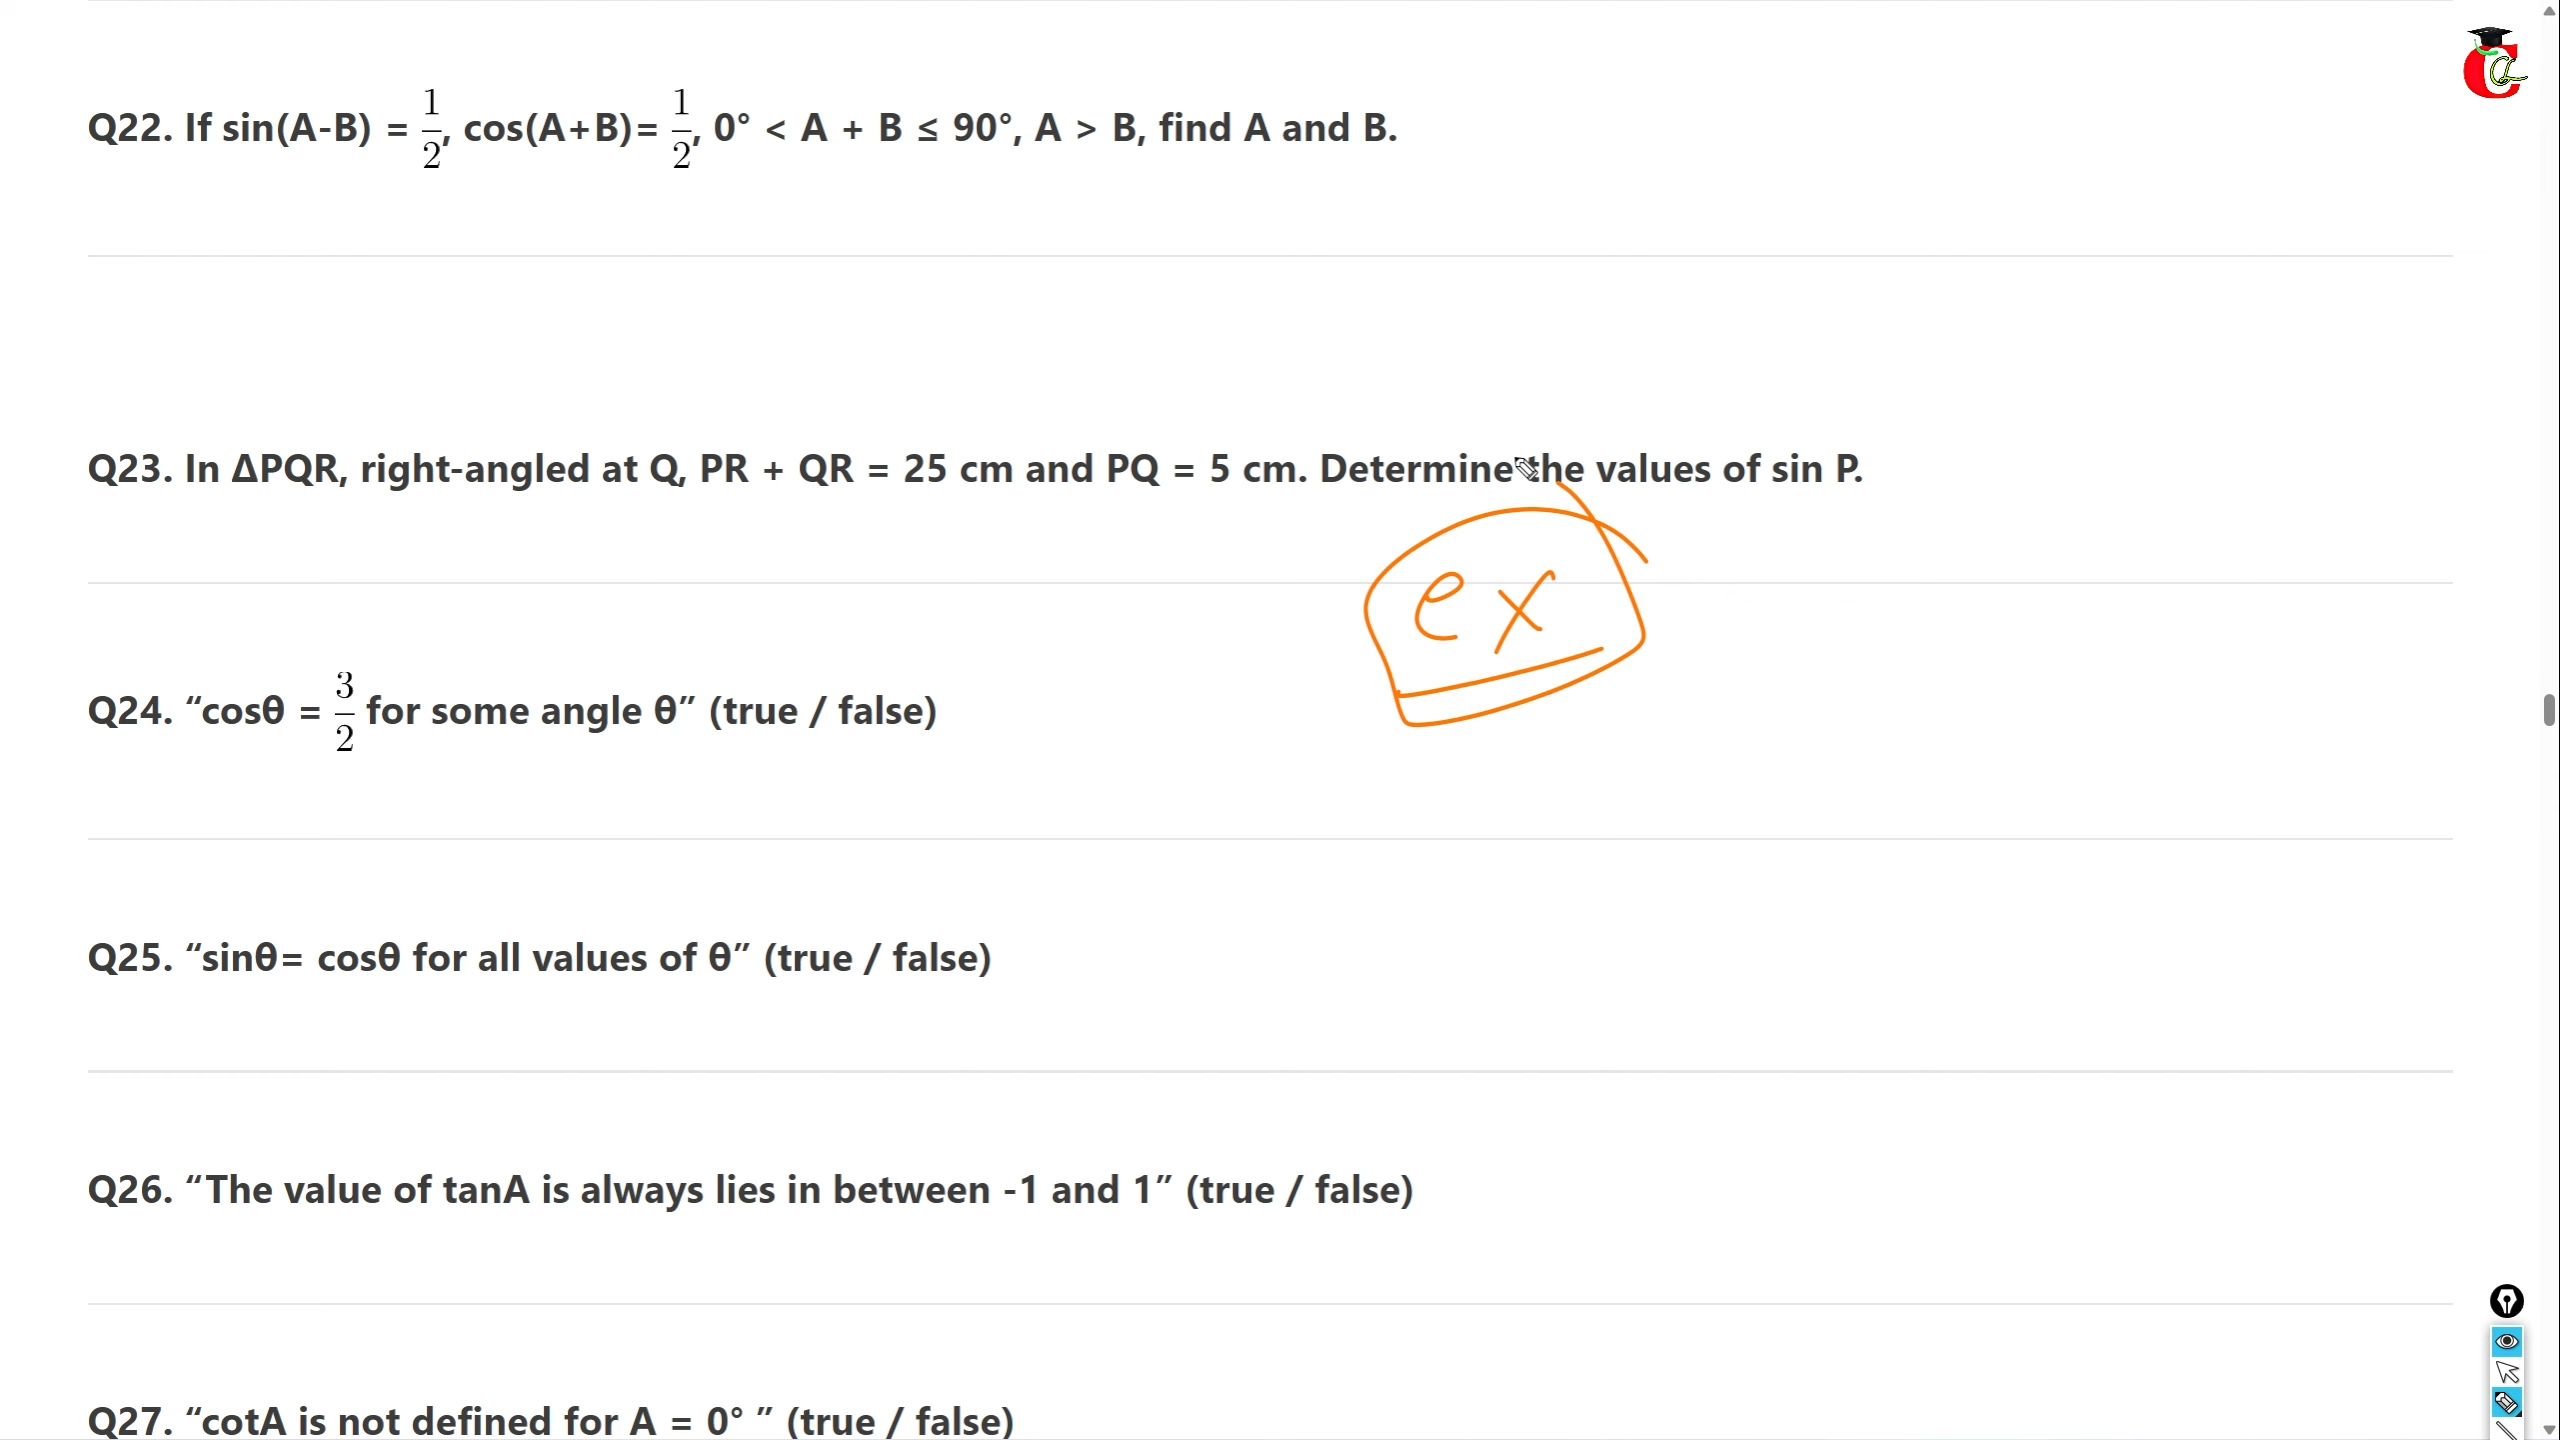 Q22. If sin(A-B) = 1/2, cos(A+B)= 1/2, 0° < A + B ≤ 90°, A > B, find A and B.
Q23. In ΔPQR, right-angled at Q, PR + QR = 25 cm and PQ = 5 cm. Determine the values of sin P.
ex
Q24. “cosθ = 3/2 for some angle θ” (true / false)
Q25. “sinθ= cosθ for all values of θ” (true / false)
Q26. “The value of tanA is always lies in between -1 and 1” (true / false)
Q27. “cotA is not defined for A = 0° ” (true / false)